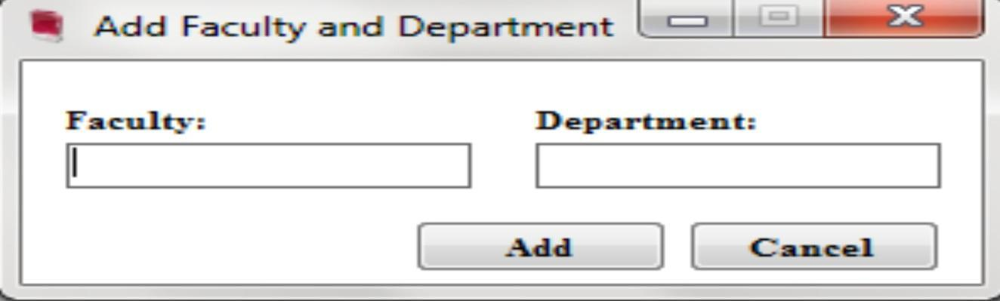 Add Faculty and Department
Faculty: Department:
Add Cancel